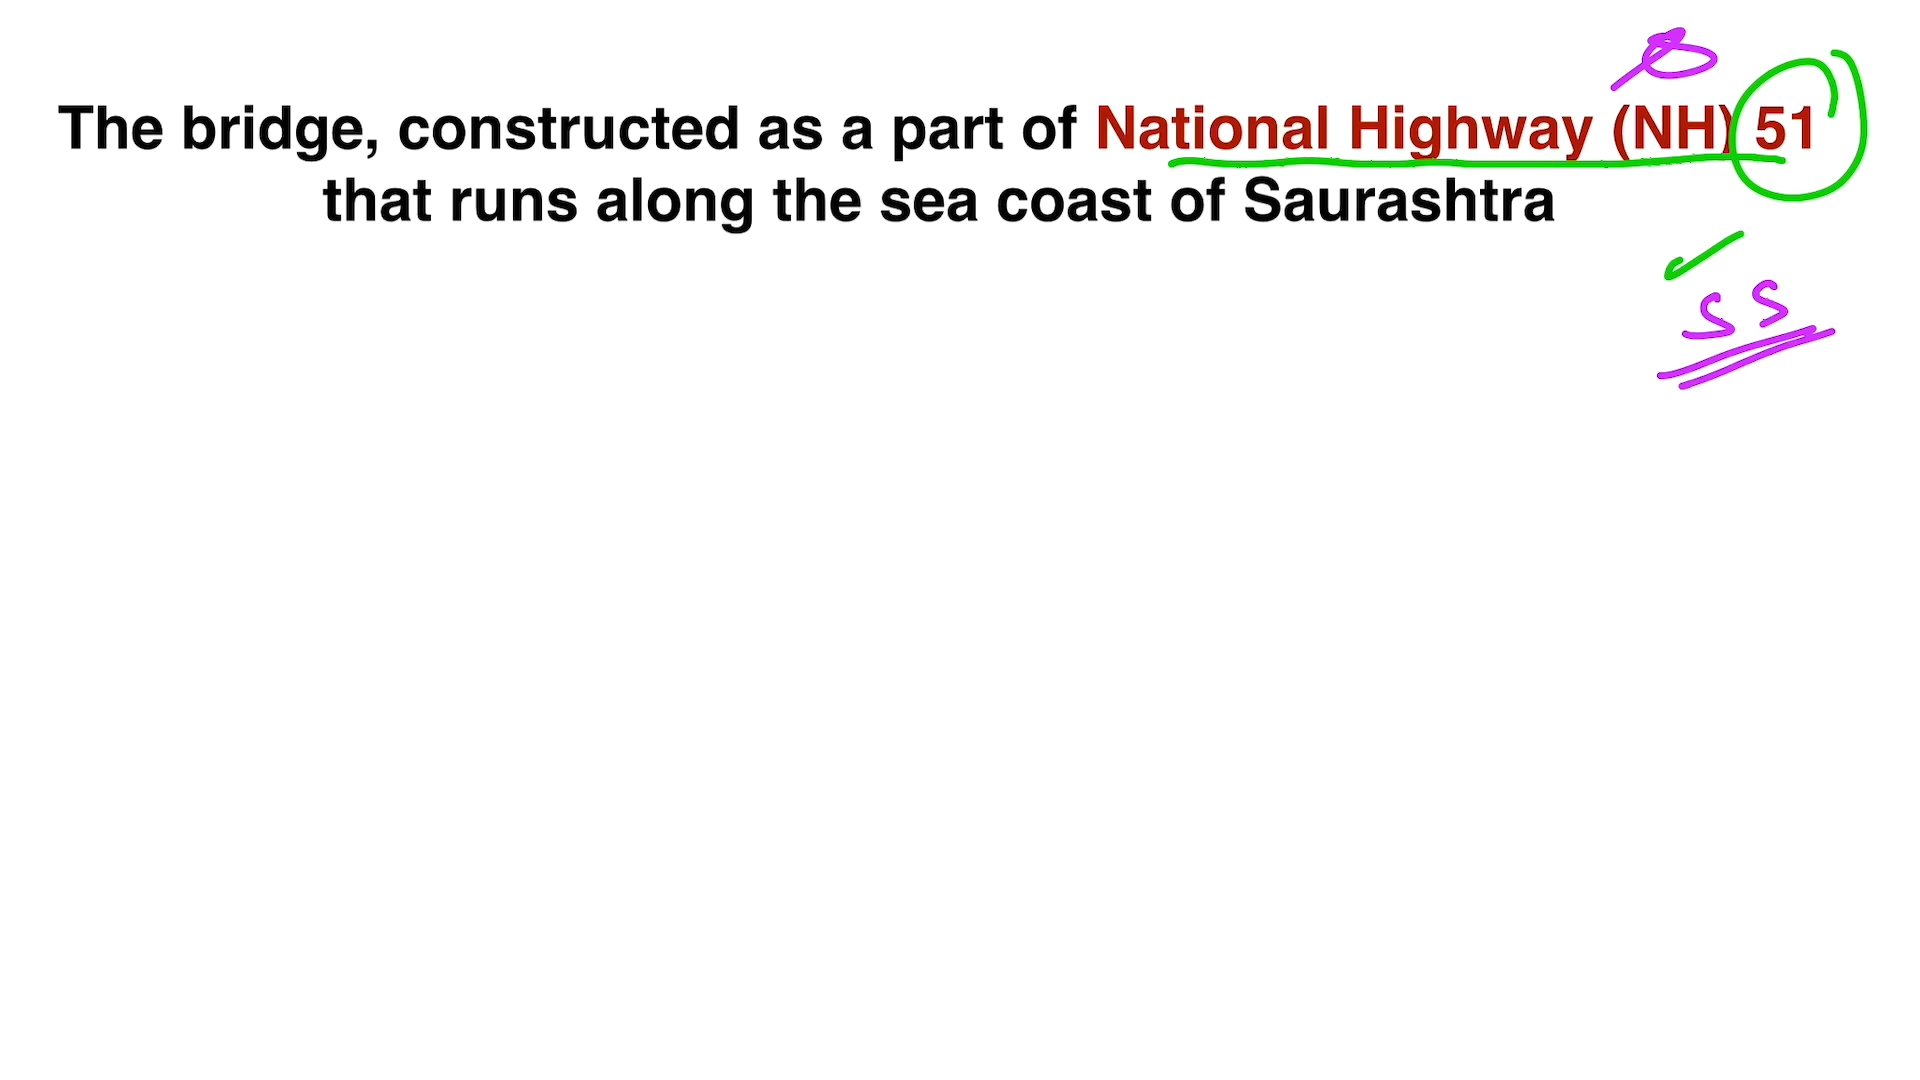 The bridge, constructed as a part of National Highway (NH) 51
that runs along the sea coast of Saurashtra
SS